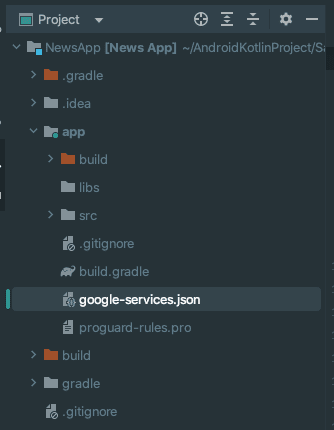 Project
NewsApp [News App] ~/AndroidKotlinProject/Sa
.gradle
.idea
app
build
libs
src
.gitignore
build.gradle
google-services.json
proguard-rules.pro
build
gradle
.gitignore